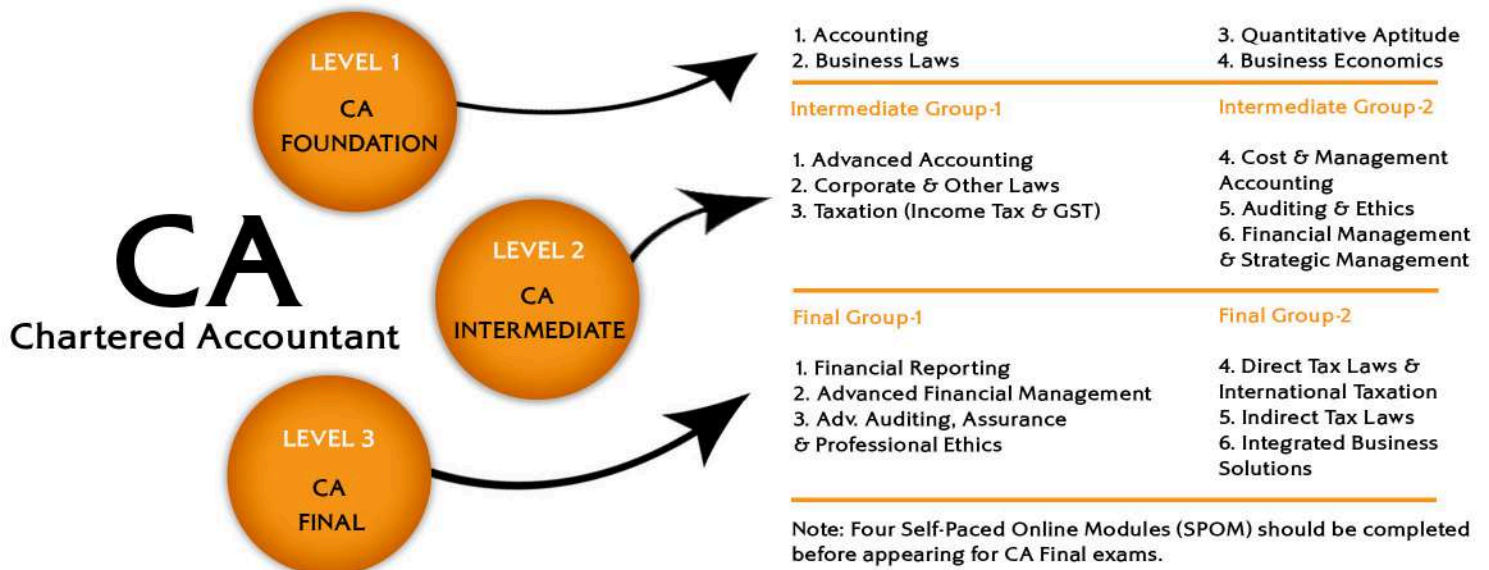 CA
Chartered Accountant
LEVEL 1
CA
FOUNDATION
1. Accounting
2. Business Laws
3. Quantitative Aptitude
4. Business Economics
LEVEL 2
CA
INTERMEDIATE
Intermediate Group-1
1. Advanced Accounting
2. Corporate & Other Laws
3. Taxation (Income Tax & GST)
Intermediate Group-2
4. Cost & Management
Accounting
5. Auditing & Ethics
6. Financial Management
& Strategic Management
LEVEL 3
CA
FINAL
Final Group-1
1. Financial Reporting
2. Advanced Financial Management
3. Adv. Auditing, Assurance
& Professional Ethics
Final Group-2
4. Direct Tax Laws &
International Taxation
5. Indirect Tax Laws
6. Integrated Business
Solutions
Note: Four Self-Paced Online Modules (SPOM) should be completed
before appearing for CA Final exams.